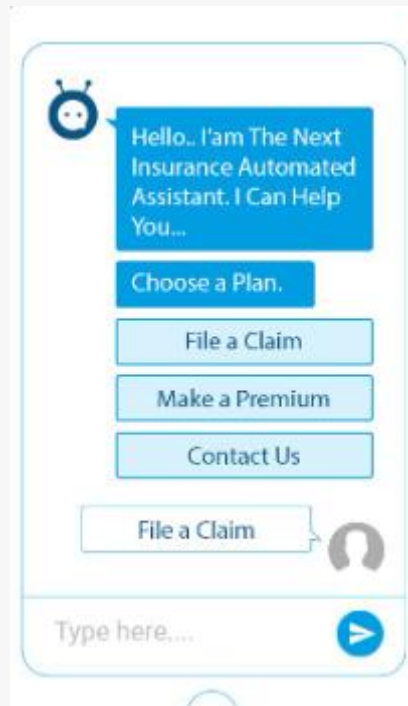 Hello.. I'am The Next
Insurance Automated
Assistant. I Can Help
You...
Choose a Plan.
File a Claim
Make a Premium
Contact Us
File a Claim
Type here,...